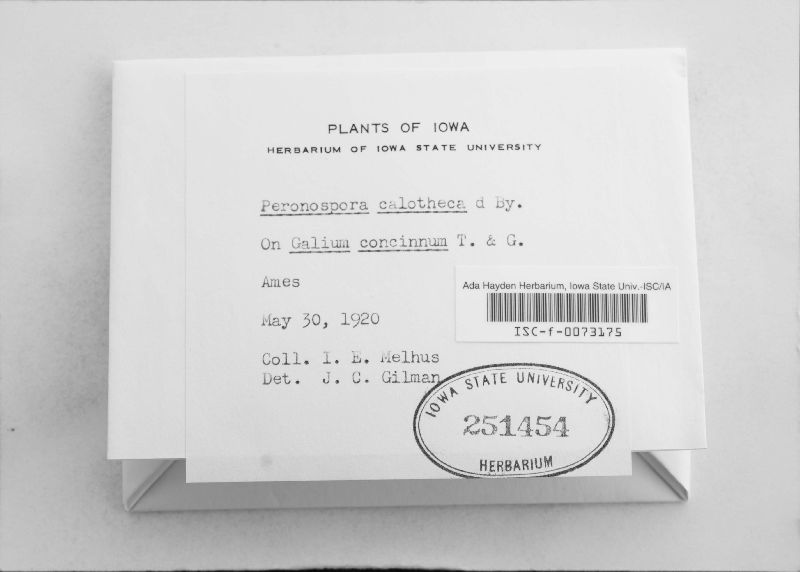 PLANTS OF IOWA
HERBARIUM OF IOWA STATE UNIVERSITY
Peronospora calotheca d By.
On Galium concinnum T. & G.
Ames
May 30, 1920
Coll. I. E. Melhus
Det. J. C. Gilman
Ada Hayden Herbarium, Iowa State Univ.-ISC/IA
ISC-f-0073175
IOWA STATE UNIVERSITY
251454
HERBARIUM